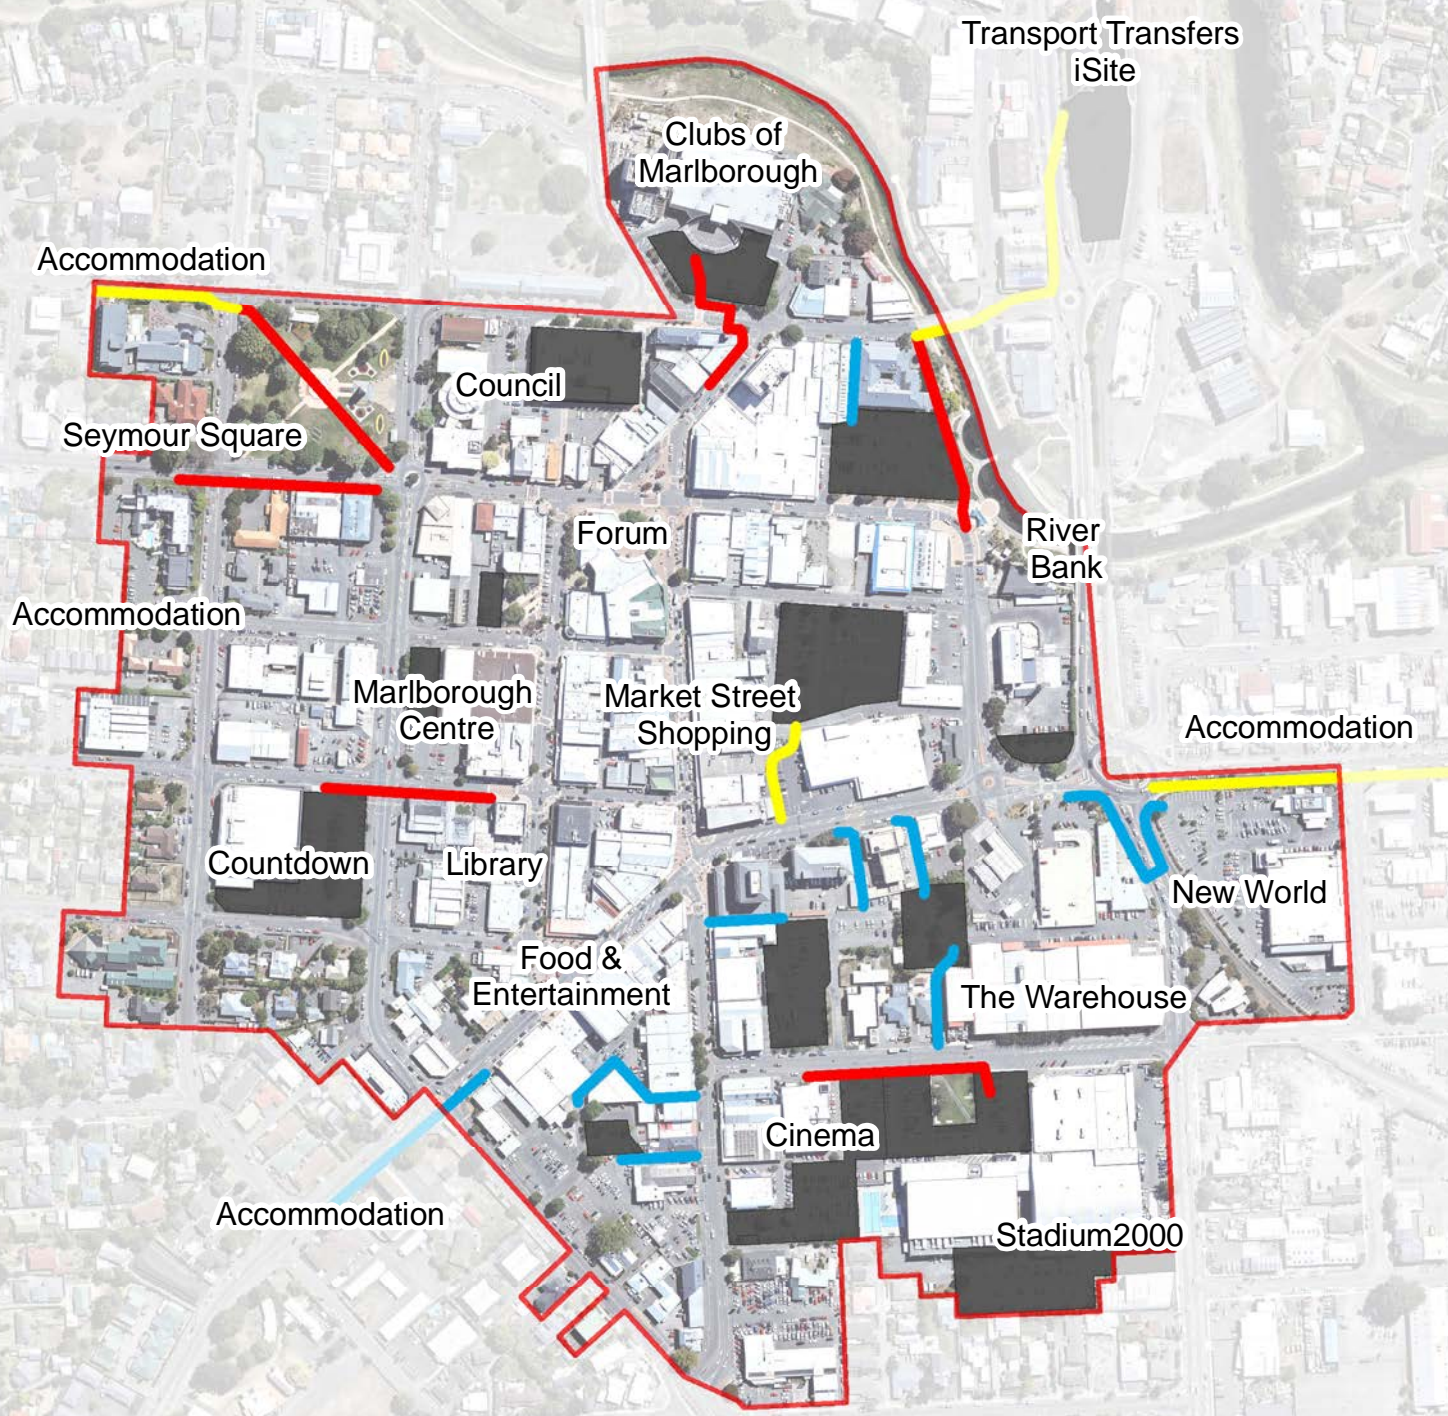 Transport Transfers
iSite
Clubs of
Marlborough
Accommodation
Council
Seymour Square
Forum
River
Bank
Accommodation
Marlborough
Centre
Market Street
Shopping
Accommodation
Countdown
Library
New World
Food &
Entertainment
The Warehouse
Cinema
Accommodation
Stadium2000